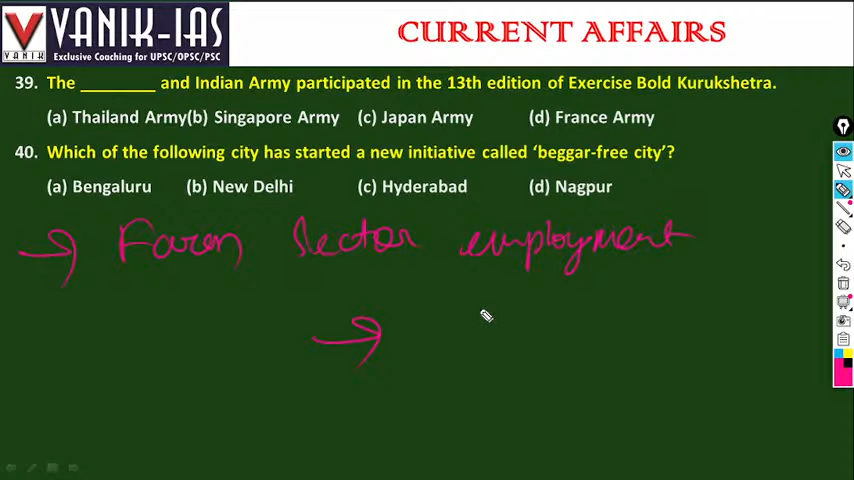 VANIK-IAS
Exclusive Coaching for UPSC/OPSC/PSC
VANIK
CURRENT AFFAIRS
39. The ________ and Indian Army participated in the 13th edition of Exercise Bold Kurukshetra.
(a) Thailand Army(b) Singapore Army (c) Japan Army (d) France Army
40. Which of the following city has started a new initiative called ‘beggar-free city’?
(a) Bengaluru (b) New Delhi (c) Hyderabad (d) Nagpur
→ Farm Sector employment
→